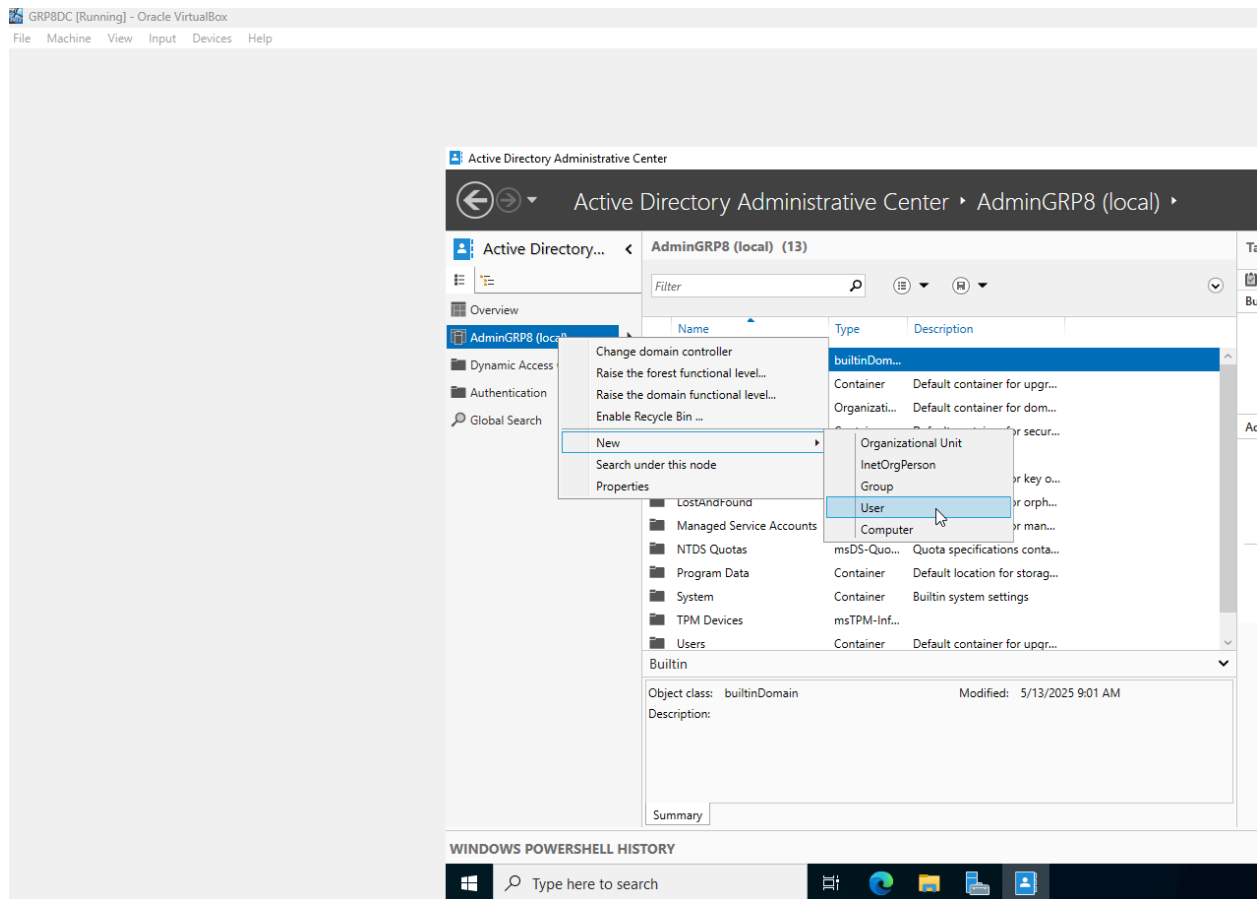 GRP8DC [Running] - Oracle VirtualBox
File Machine View Input Devices Help
Active Directory Administrative Center
Active Directory Administrative Center AdminGRP8 (local)
Active Directory...
AdminGRP8 (local) (13)
Filter
Overview
AdminGRP8 (local)
Dynamic Access
Authentication
Global Search
Name Type Description
Change domain controller
Raise the forest functional level...
Raise the domain functional level...
Enable Recycle Bin ...
New
Search under this node
Properties
Organizational Unit
InetOrgPerson
Group
User
Computer
builtinDom...
Container Default container for upgr...
Organizati... Default container for dom...
LostAndFound
Managed Service Accounts
NTDS Quotas msDS-Quo... Quota specifications conta...
Program Data Container Default location for storag...
System Container Builtin system settings
TPM Devices msTPM-Inf...
Users Container Default container for upgr...
Builtin
Object class: builtinDomain Modified: 5/13/2025 9:01 AM
Description:
Summary
WINDOWS POWERSHELL HISTORY
Type here to search